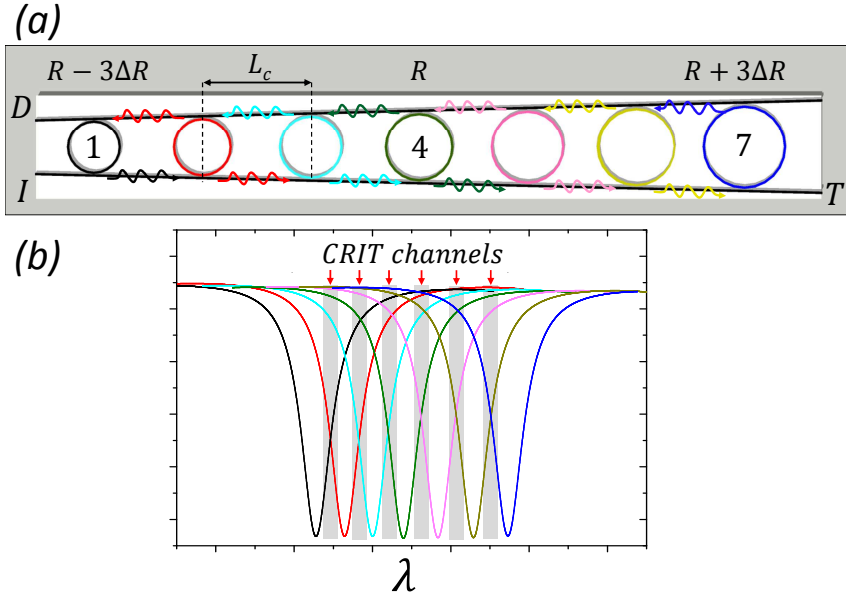 (a)
R − 3ΔR
L_c
R
R + 3ΔR
D
1
4
7
I
T
(b)
CRIT channels
λ